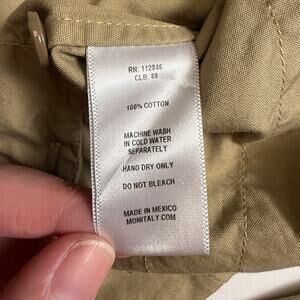 RN: 112846
CLB: 88
100% COTTON
MACHINE WASH
IN COLD WATER
SEPARATELY
HANG DRY ONLY
DO NOT BLEACH
MADE IN MEXICO
MONITALY.COM